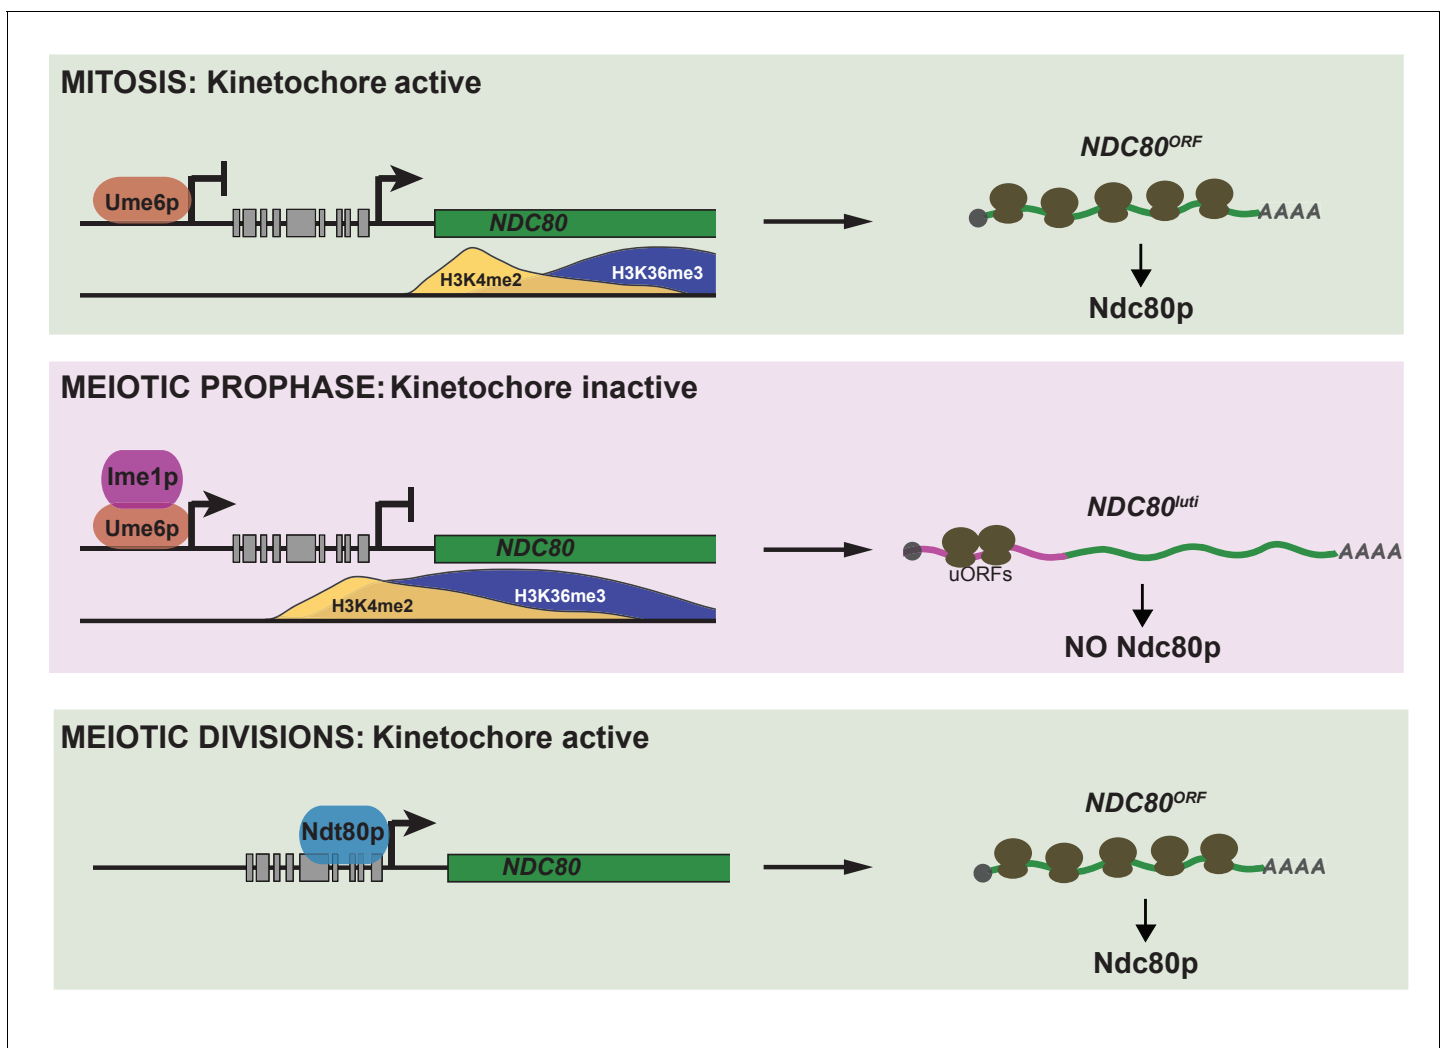 MITOSIS: Kinetochore active
NDC80ORF
Ume6p
NDC80
AAAA
H3K4me2
H3K36me3
Ndc80p
MEIOTIC PROPHASE: Kinetochore inactive
Ime1p
Ume6p
NDC80
NDC80luti
AAAA
uORFs
H3K4me2
H3K36me3
NO Ndc80p
MEIOTIC DIVISIONS: Kinetochore active
NDC80ORF
Ndt80p
NDC80
AAAA
Ndc80p